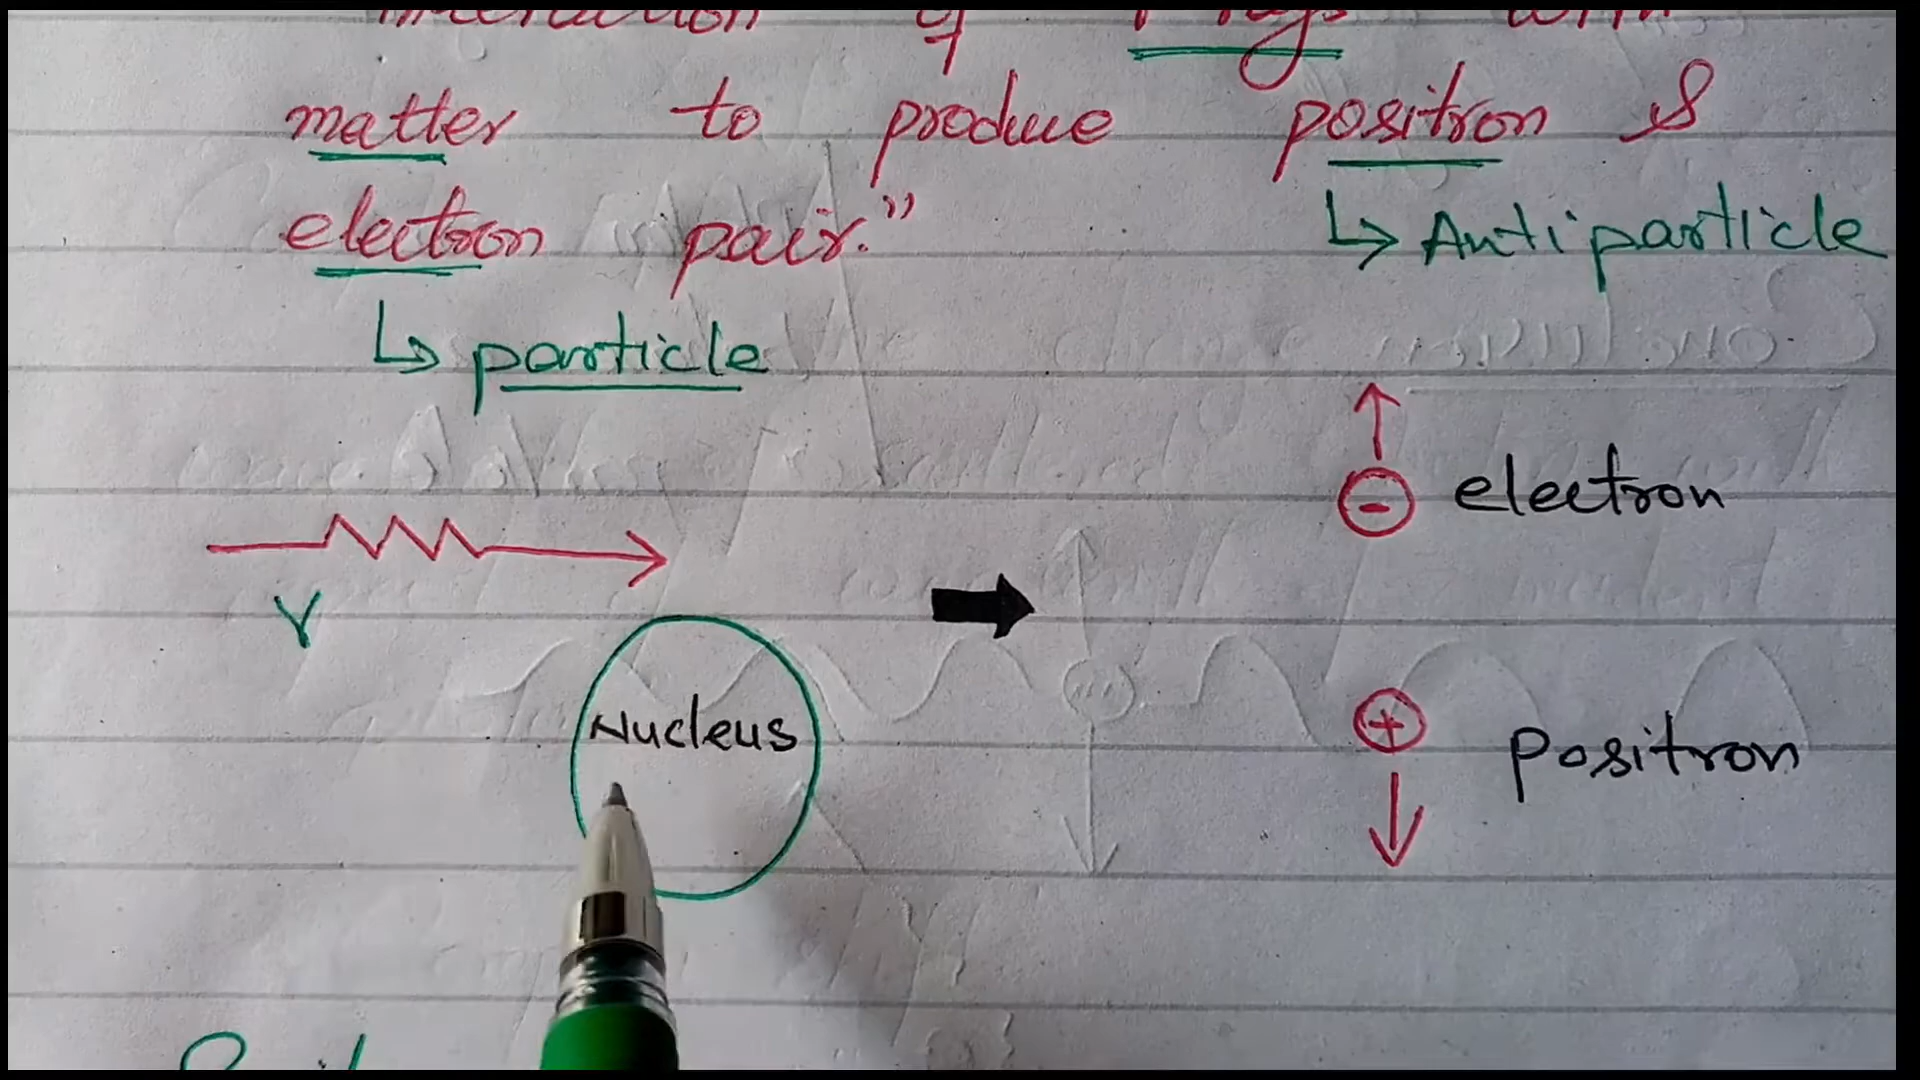 matter to produce positron &
↳ Antiparticle
electron pair.”
↳ particle
⊖ electron
γ
Nucleus
⊕ positron